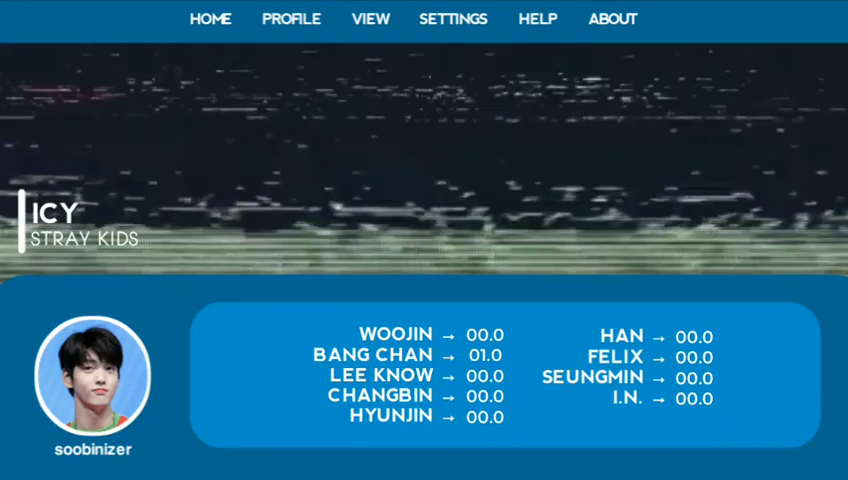 HOME PROFILE VIEW SETTINGS HELP ABOUT
ICY
STRAY KIDS
WOOJIN → 00.0
BANG CHAN → 01.0
LEE KNOW → 00.0
CHANGBIN → 00.0
HYUNJIN → 00.0
HAN → 00.0
FELIX → 00.0
SEUNGMIN → 00.0
I.N. → 00.0
soobinizer